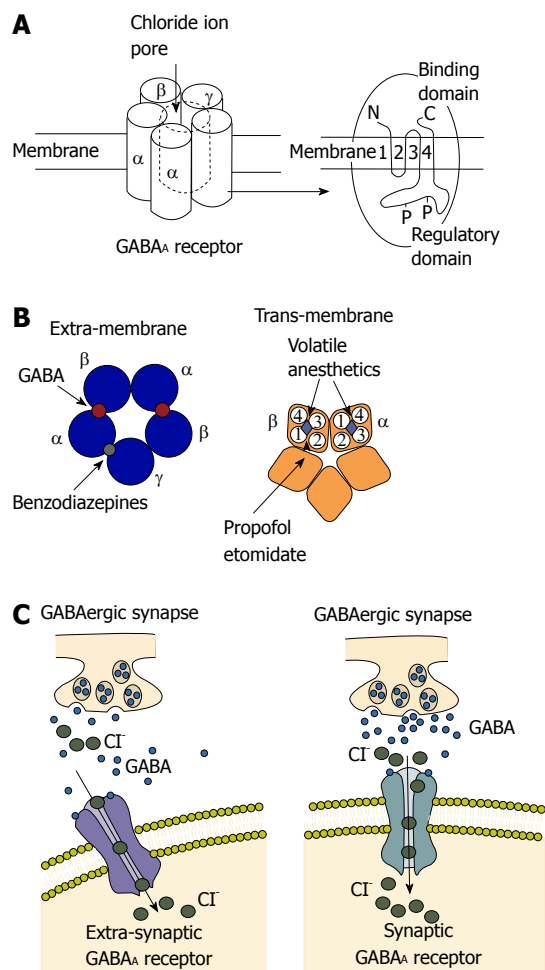 A
Chloride ion
pore
β
γ
Membrane
α
α
GABAA receptor
Binding
domain
N
C
Membrane
1
2
3
4
P
P
Regulatory
domain
B
Extra-membrane
β
α
GABA
α
β
γ
Benzodiazepines
Trans-membrane
Volatile
anesthetics
β
4
3
1
2
1
4
2
3
α
Propofol
etomidate
C
GABAergic synapse
CI-
GABA
CI-
Extra-synaptic
GABAA receptor
GABAergic synapse
GABA
CI-
CI-
Synaptic
GABAA receptor